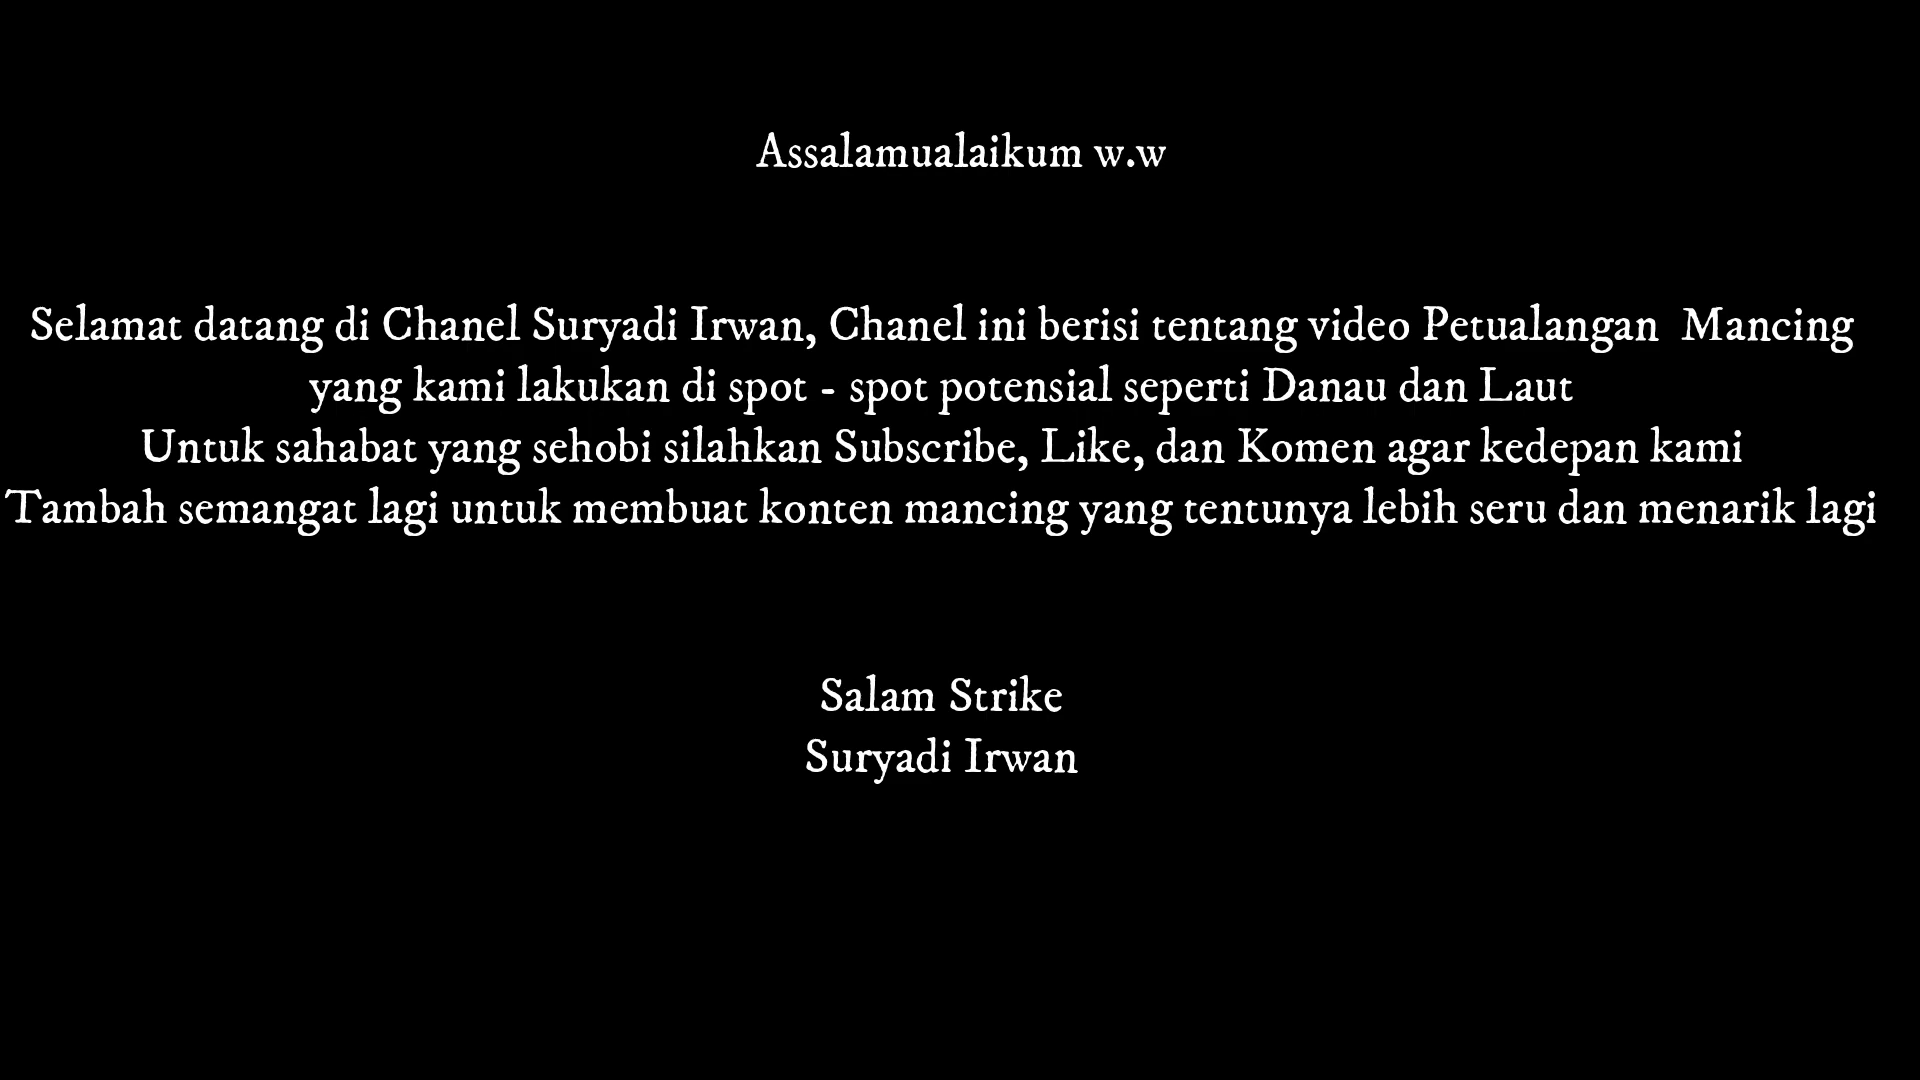 Assalamualaikum w.w
Selamat datang di Chanel Suryadi Irwan, Chanel ini berisi tentang video Petualangan  Mancing
yang kami lakukan di spot - spot potensial seperti Danau dan Laut
Untuk sahabat yang sehobi silahkan Subscribe, Like, dan Komen agar kedepan kami
Tambah semangat lagi untuk membuat konten mancing yang tentunya lebih seru dan menarik lagi
Salam Strike
Suryadi Irwan